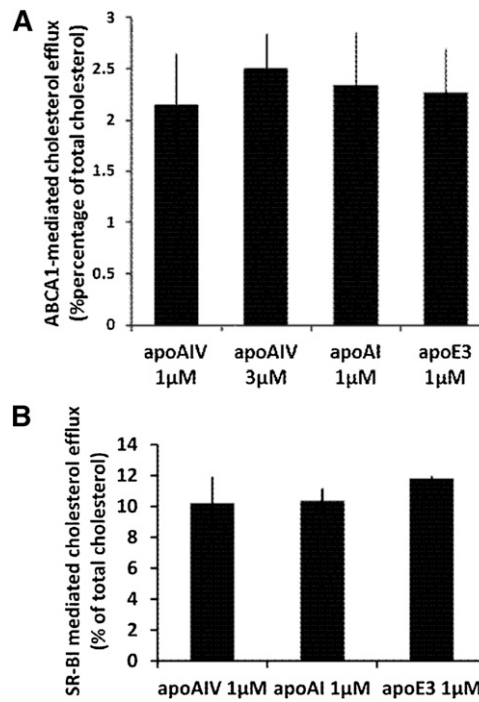 A
ABCA1-mediated cholesterol efflux
(%percentage of total cholesterol)
3
2.5
2
1.5
1
0.5
0
apoAIV apoAIV apoAI apoE3
1μM 3μM 1μM 1μM
B
SR-BI mediated cholesterol efflux
(% of total cholesterol)
14
12
10
8
6
4
2
0
apoAIV 1μM apoAI 1μM apoE3 1μM